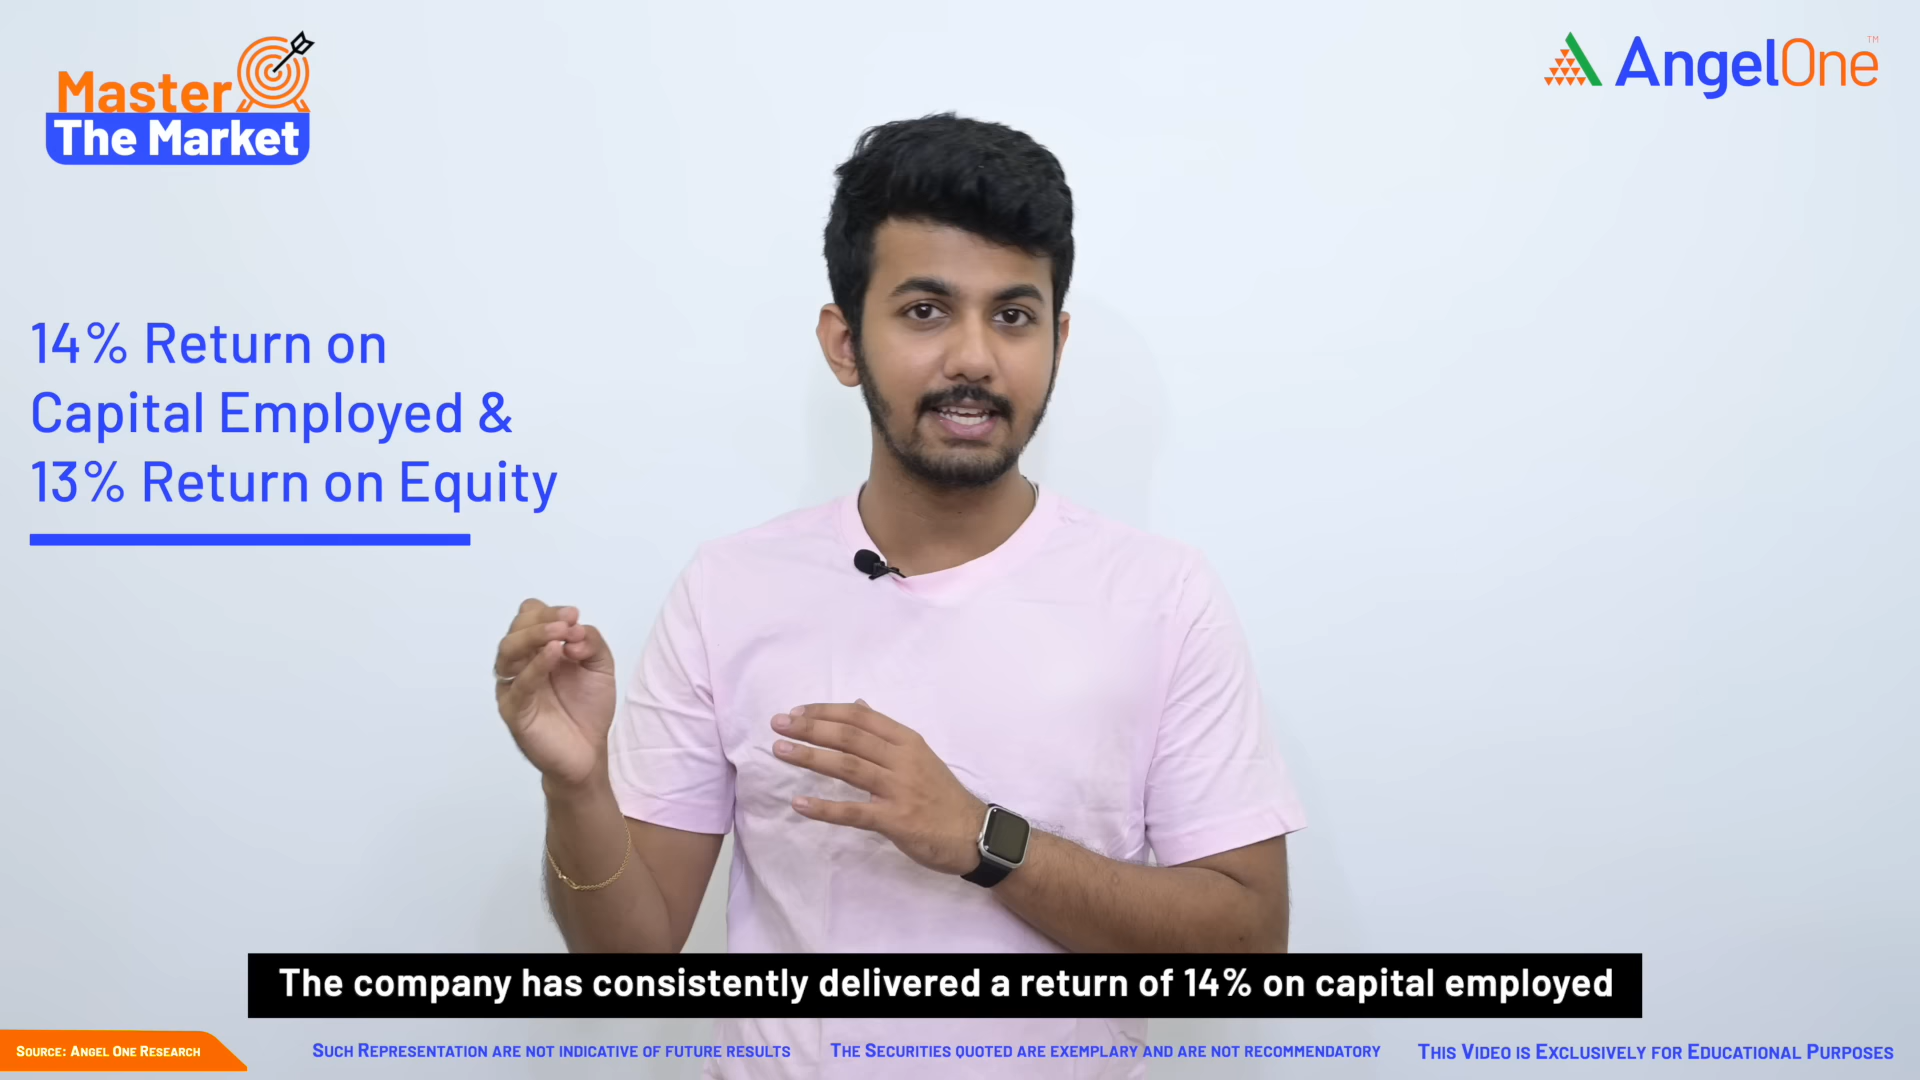 Master
The Market
AngelOne
TM
14% Return on
Capital Employed &
13% Return on Equity
The company has consistently delivered a return of 14% on capital employed
SOURCE: ANGEL ONE RESEARCH
SUCH REPRESENTATION ARE NOT INDICATIVE OF FUTURE RESULTS
THE SECURITIES QUOTED ARE EXEMPLARY AND ARE NOT RECOMMENDATORY
THIS VIDEO IS EXCLUSIVELY FOR EDUCATIONAL PURPOSES